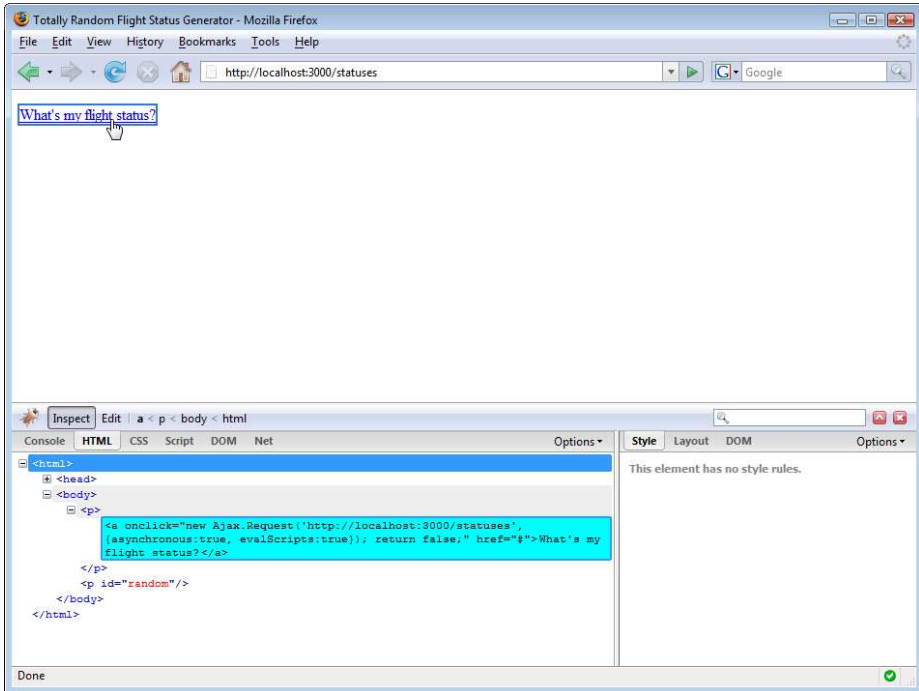 Totally Random Flight Status Generator - Mozilla Firefox
File Edit View History Bookmarks Tools Help
http://localhost:3000/statuses
G Google
What's my flight status?
Inspect Edit a < p < body < html
Console HTML CSS Script DOM Net Options
Style Layout DOM Options
<html>
<head>
<body>
<p>
<a onclick="new Ajax.Request('http://localhost:3000/statuses',
{asynchronous:true, evalScripts:true}); return false;" href="#">What's my
flight status?</a>
</p>
<p id="random"/>
</body>
</html>
This element has no style rules.
Done